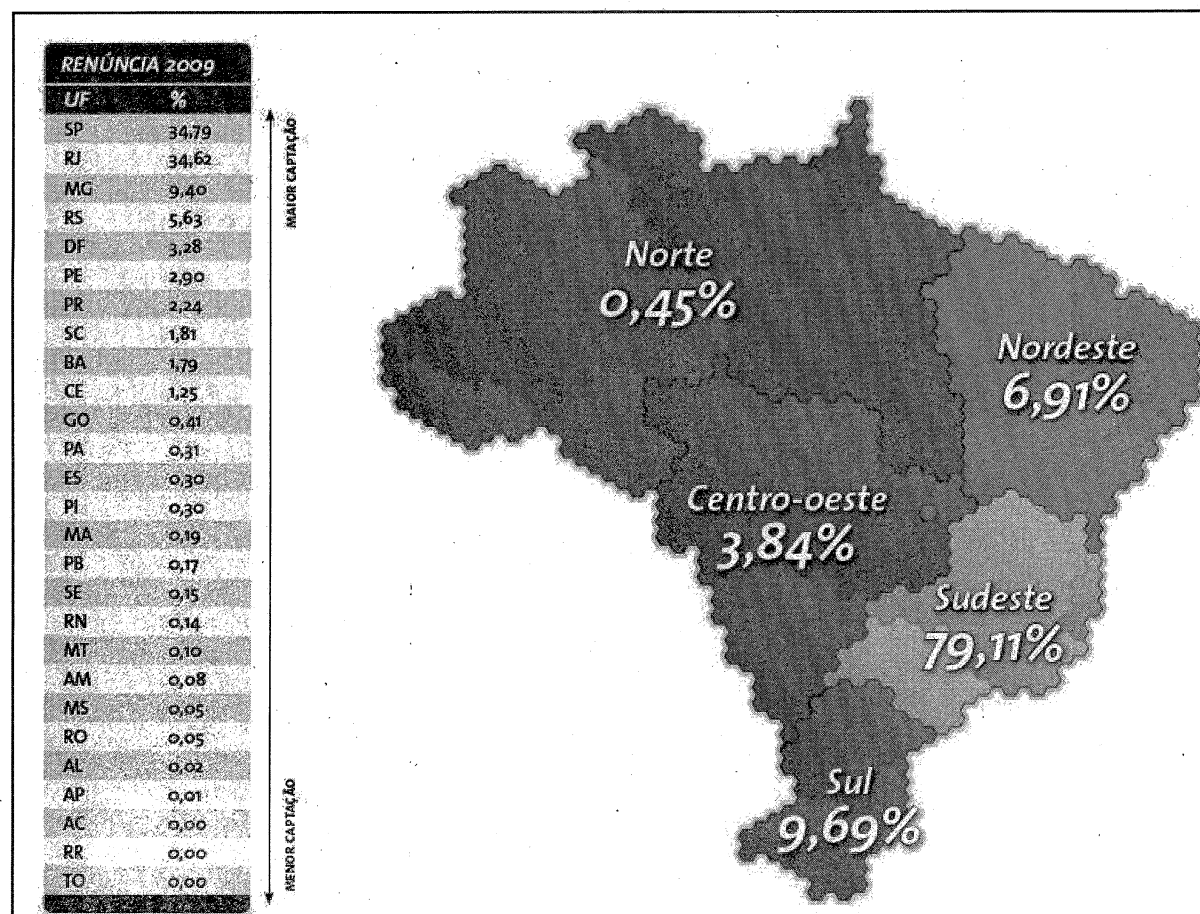 RENÚNCIA 2009
UF %
SP 34,79
RJ 34,62
MG 9,40
RS 5,63
DF 3,28
PE 2,90
PR 2,24
SC 1,81
BA 1,79
CE 1,25
GO 0,41
PA 0,31
ES 0,30
PI 0,30
MA 0,19
PB 0,17
SE 0,15
RN 0,14
MT 0,10
AM 0,08
MS 0,05
RO 0,05
AL 0,02
AP 0,01
AC 0,00
RR 0,00
TO 0,00
MAIOR CAPTAÇÃO
MENOR CAPTAÇÃO
Norte
0,45%
Nordeste
6,91%
Centro-oeste
3,84%
Sudeste
79,11%
Sul
9,69%